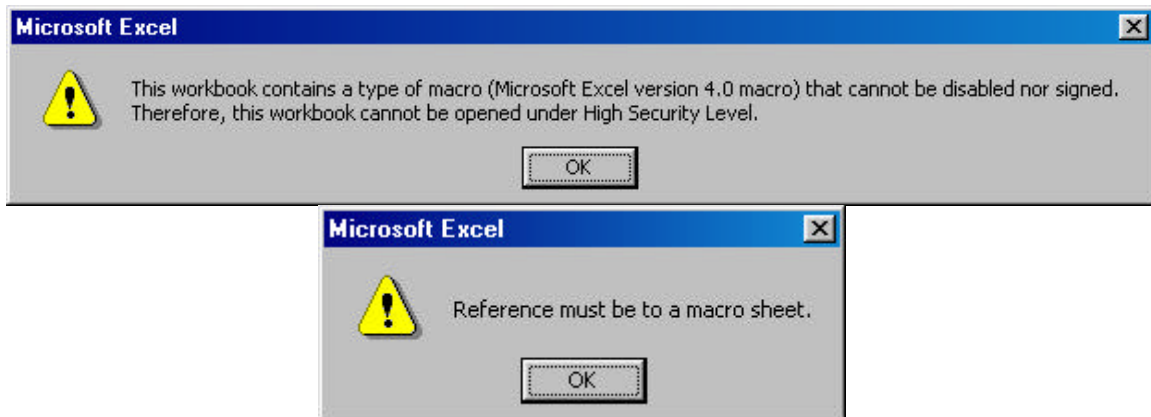 Microsoft Excel
This workbook contains a type of macro (Microsoft Excel version 4.0 macro) that cannot be disabled nor signed.
Therefore, this workbook cannot be opened under High Security Level.
OK
Microsoft Excel
Reference must be to a macro sheet.
OK